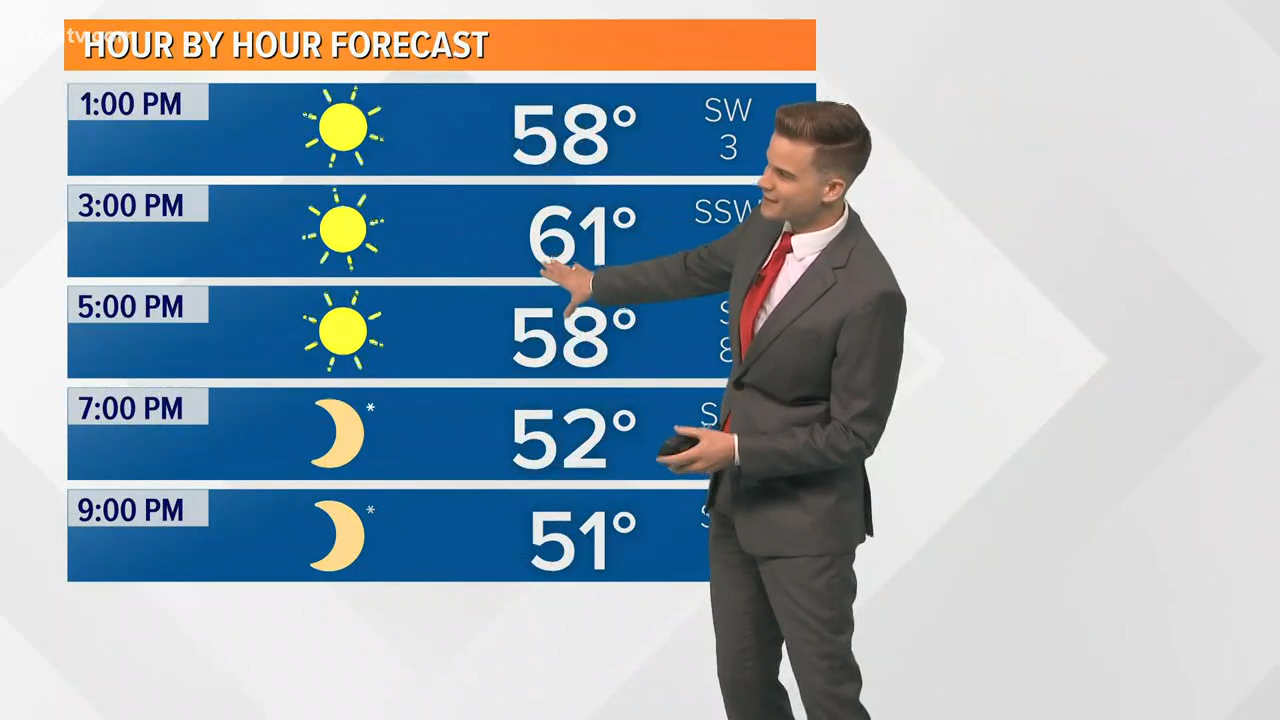 HOUR BY HOUR FORECAST
1:00 PM
58°
SW
3
3:00 PM
61°
SSW
5:00 PM
58°
8
7:00 PM
52°
9:00 PM
51°